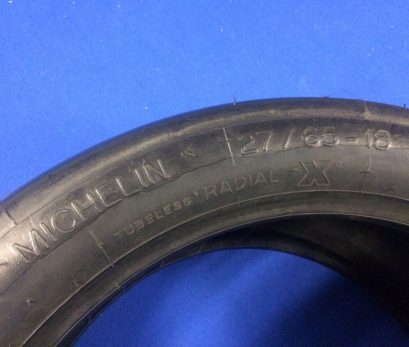 MICHELIN 27/65-18
TUBELESS RADIAL "X"